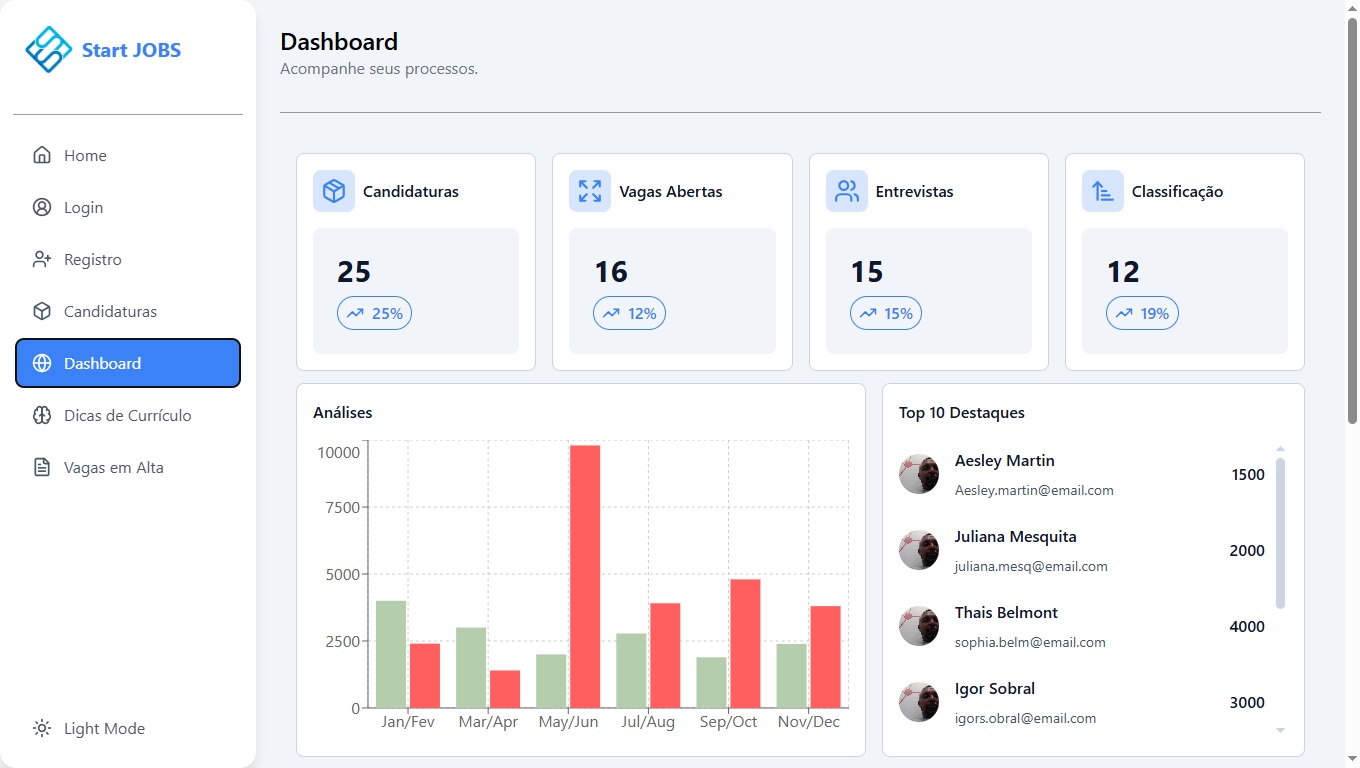 Start JOBS
Home
Login
Registro
Candidaturas
Dashboard
Dicas de Currículo
Vagas em Alta
Light Mode
Dashboard
Acompanhe seus processos.
Candidaturas
25
25%
Vagas Abertas
16
12%
Entrevistas
15
15%
Classificação
12
19%
Análises
10000
7500
5000
2500
0
Jan/Fev Mar/Apr May/Jun Jul/Aug Sep/Oct Nov/Dec
Top 10 Destaques
Aesley Martin
Aesley.martin@email.com
1500
Juliana Mesquita
juliana.mesq@email.com
2000
Thais Belmont
sophia.belm@email.com
4000
Igor Sobral
igors.obral@email.com
3000